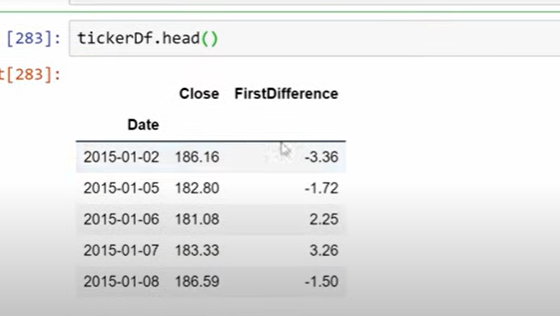 [283]: tickerDf.head()
t[283]:
Close FirstDifference
Date
2015-01-02 186.16 -3.36
2015-01-05 182.80 -1.72
2015-01-06 181.08 2.25
2015-01-07 183.33 3.26
2015-01-08 186.59 -1.50